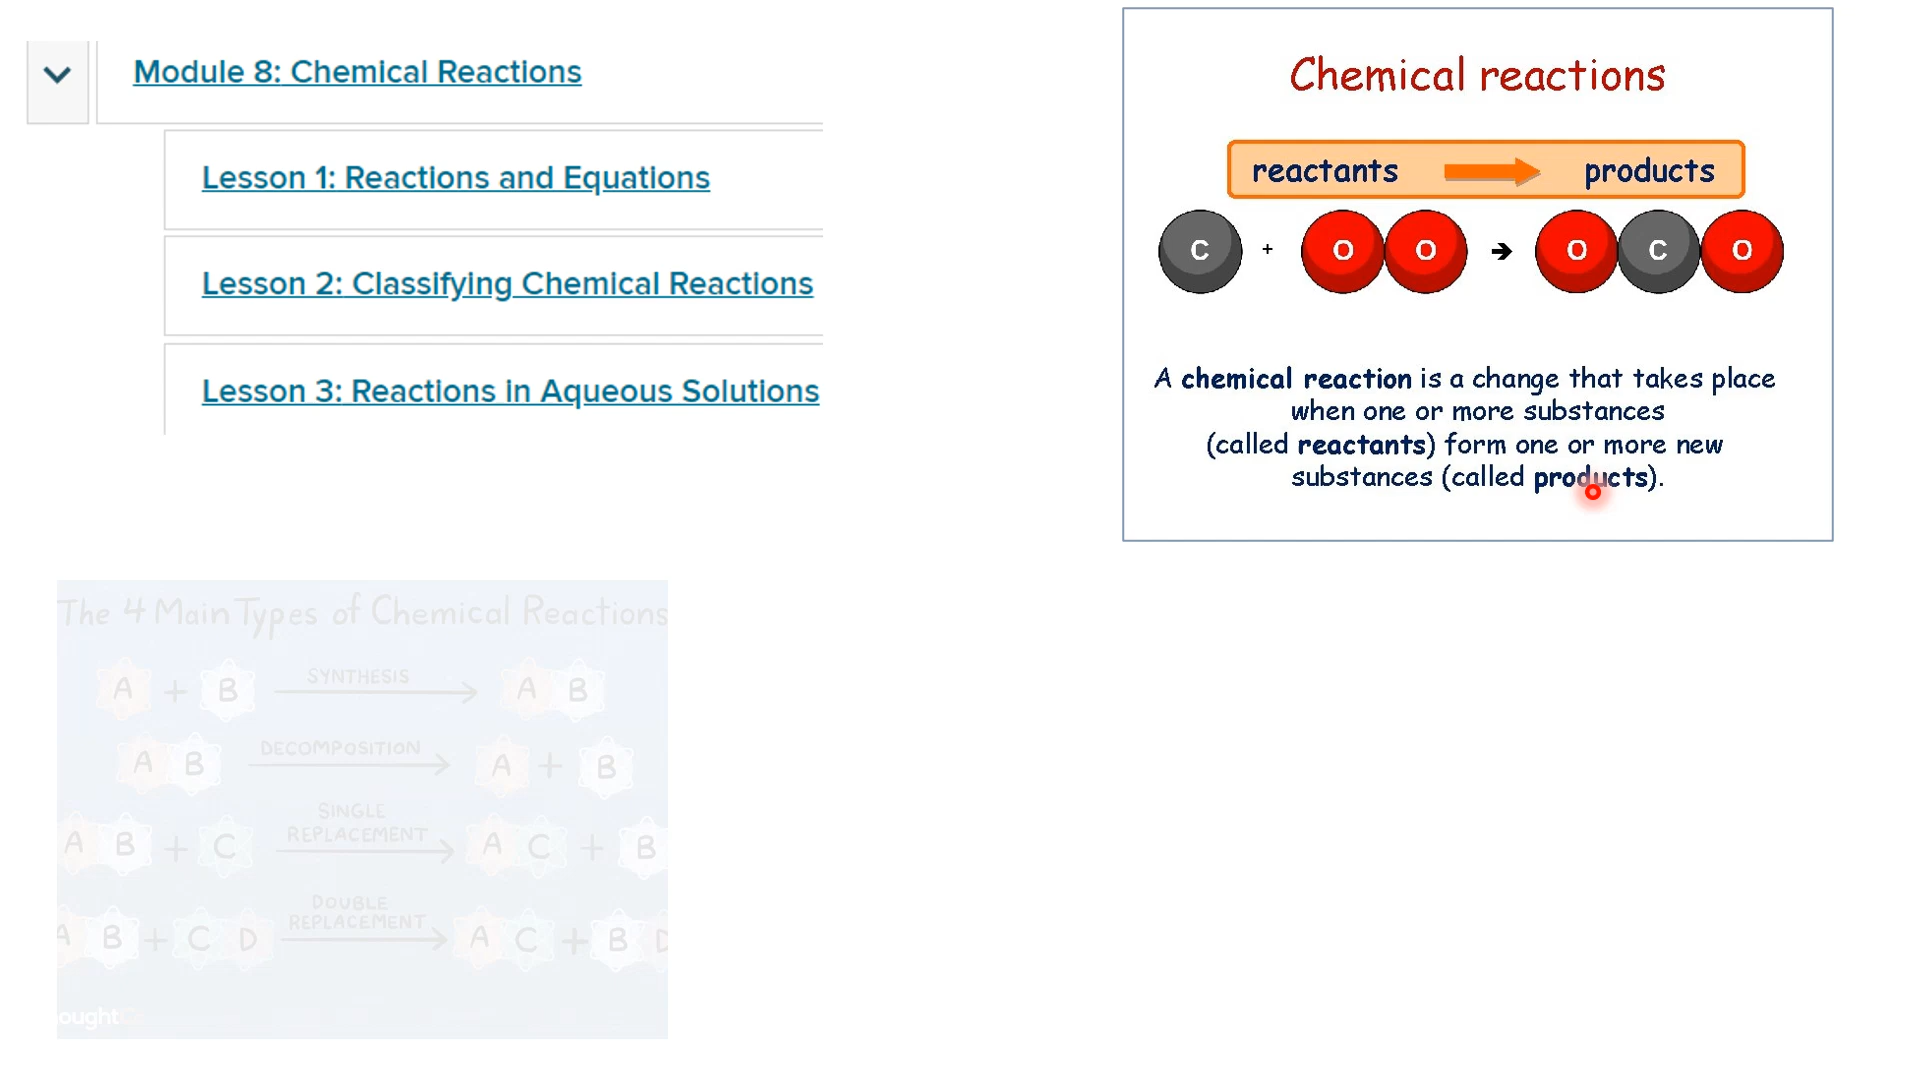 Module 8: Chemical Reactions
Lesson 1: Reactions and Equations
Lesson 2: Classifying Chemical Reactions
Lesson 3: Reactions in Aqueous Solutions
Chemical reactions
reactants products
C + O O → O C O
A chemical reaction is a change that takes place
when one or more substances
(called reactants) form one or more new
substances (called products).
The 4 Main Types of Chemical Reactions
SYNTHESIS
A + B → A B
DECOMPOSITION
A B → A + B
SINGLE
REPLACEMENT
A B + C → A C + B
DOUBLE
REPLACEMENT
A B + C D → A C + B D
ought